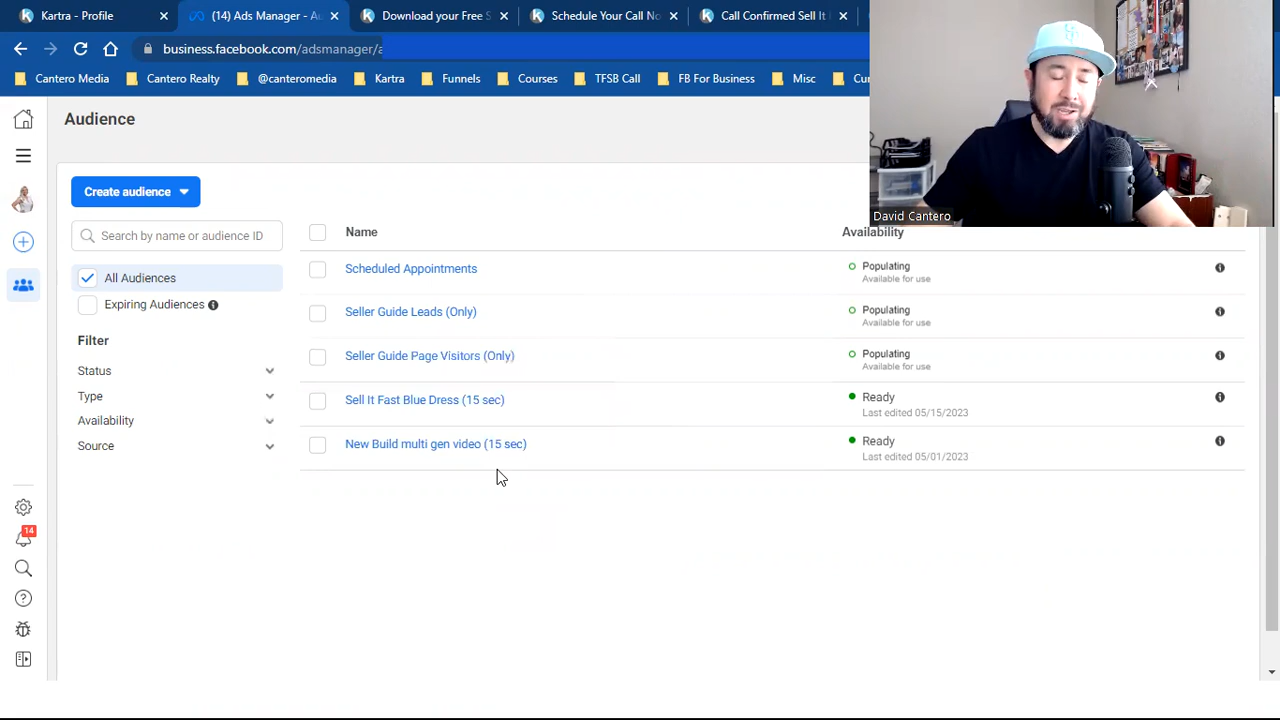 Kartra - Profile
(14) Ads Manager - Au
Download your Free S
Schedule Your Call No
Call Confirmed Sell It
business.facebook.com/adsmanager/a
Cantero Media
Cantero Realty
@canteromedia
Kartra
Funnels
Courses
TFSB Call
FB For Business
Misc
Cur
David Cantero
Audience
Create audience
Search by name or audience ID
All Audiences
Expiring Audiences
Filter
Status
Type
Availability
Source
Name
Availability
Scheduled Appointments
Populating
Available for use
Seller Guide Leads (Only)
Populating
Available for use
Seller Guide Page Visitors (Only)
Populating
Available for use
Sell It Fast Blue Dress (15 sec)
Ready
Last edited 05/15/2023
New Build multi gen video (15 sec)
Ready
Last edited 05/01/2023
14